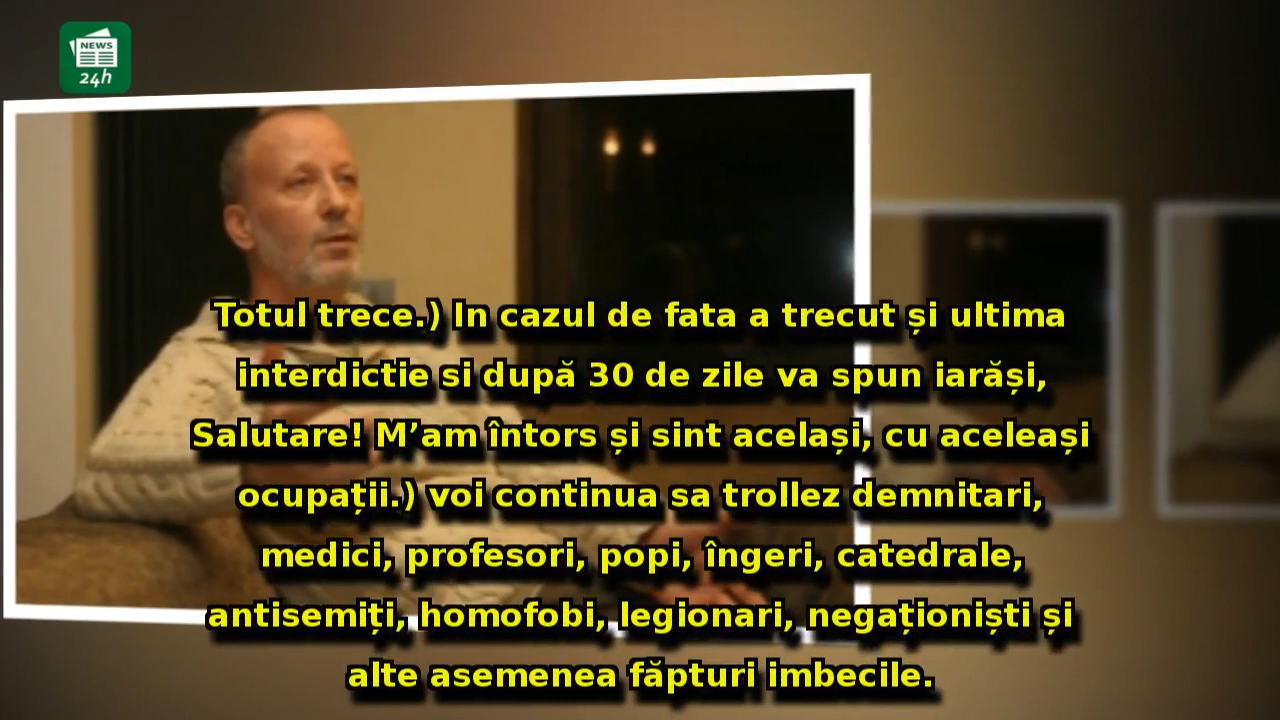 NEWS
24h
Totul trece.) In cazul de fata a trecut și ultima
interdictie si după 30 de zile va spun iarăși,
Salutare! M’am întors și sint același, cu aceleași
ocupații.) voi continua sa trollez demnitari,
medici, profesori, popi, îngeri, catedrale,
antisemiți, homofobi, legionari, negaționiști și
alte asemenea făpturi imbecile.